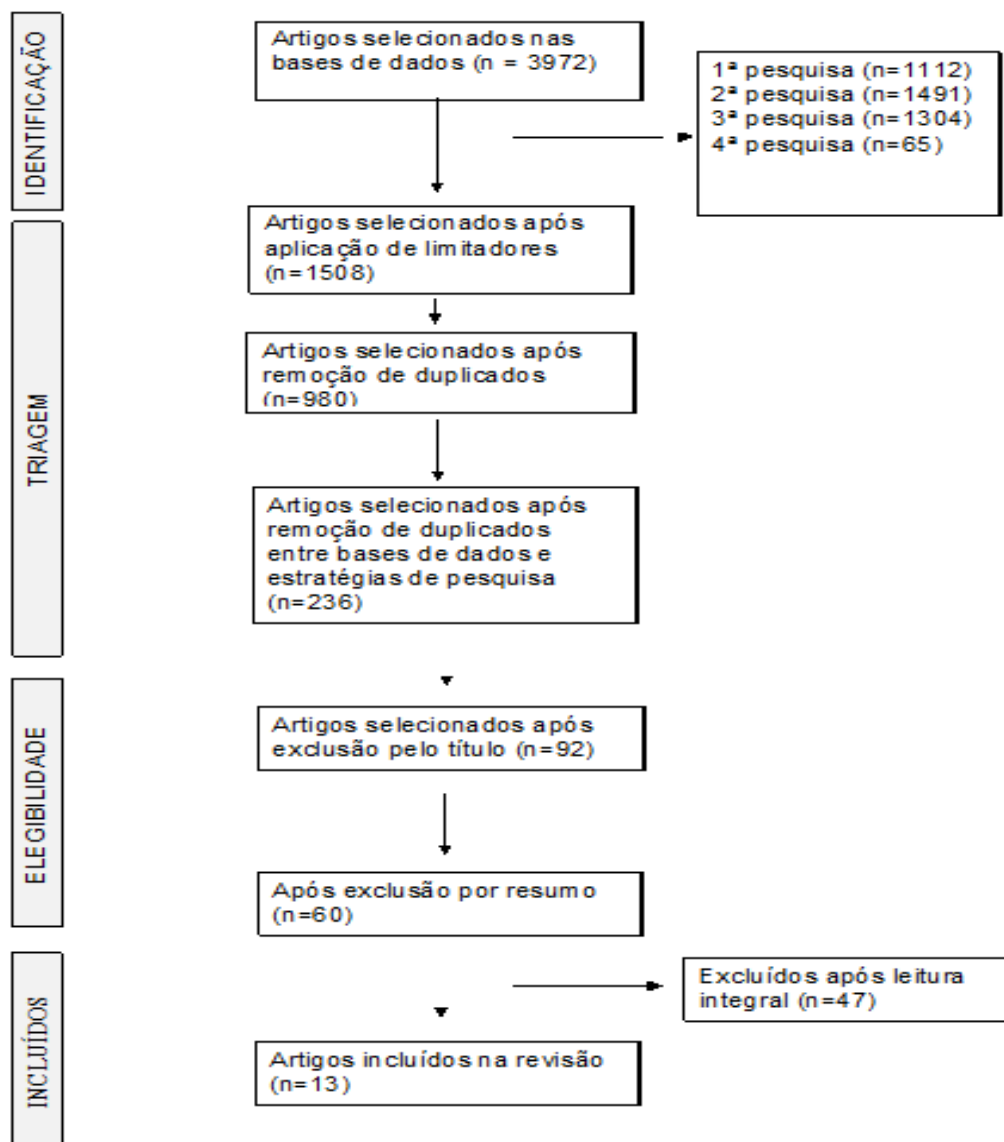 IDENTIFICAÇÃO
Artigos selecionados nas
bases de dados (n = 3972)
1ª pesquisa (n=1112)
2ª pesquisa (n=1491)
3ª pesquisa (n=1304)
4ª pesquisa (n=65)
TRIAGEM
Artigos selecionados após
aplicação de limitadores
(n=1508)
Artigos selecionados após
remoção de duplicados
(n=980)
Artigos selecionados após
remoção de duplicados
entre bases de dados e
estratégias de pesquisa
(n=236)
ELEGIBILIDADE
Artigos selecionados após
exclusão pelo título (n=92)
Após exclusão por resumo
(n=60)
INCLUÍDOS
Excluídos após leitura
integral (n=47)
Artigos incluídos na revisão
(n=13)